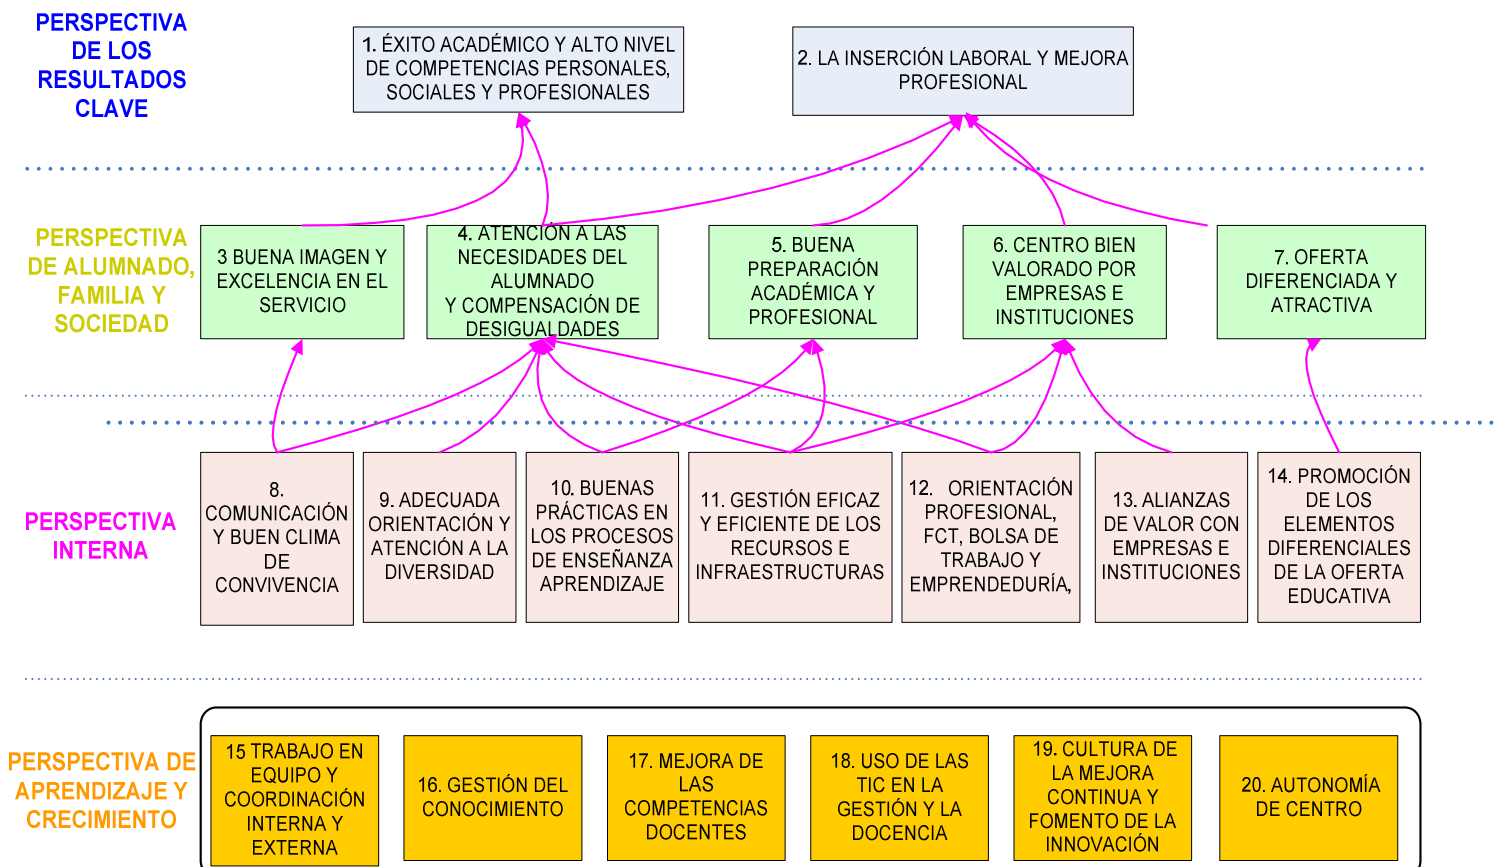 PERSPECTIVA
DE LOS
RESULTADOS
CLAVE
1. ÉXITO ACADÉMICO Y ALTO NIVEL
DE COMPETENCIAS PERSONALES,
SOCIALES Y PROFESIONALES
2. LA INSERCIÓN LABORAL Y MEJORA
PROFESIONAL
PERSPECTIVA
DE ALUMNADO,
FAMILIA Y
SOCIEDAD
3 BUENA IMAGEN Y
EXCELENCIA EN EL
SERVICIO
4. ATENCIÓN A LAS
NECESIDADES DEL
ALUMNADO
Y COMPENSACIÓN DE
DESIGUALDADES
5. BUENA
PREPARACIÓN
ACADÉMICA Y
PROFESIONAL
6. CENTRO BIEN
VALORADO POR
EMPRESAS E
INSTITUCIONES
7. OFERTA
DIFERENCIADA Y
ATRACTIVA
PERSPECTIVA
INTERNA
8.
COMUNICACIÓN
Y BUEN CLIMA
DE
CONVIVENCIA
9. ADECUADA
ORIENTACIÓN Y
ATENCIÓN A LA
DIVERSIDAD
10. BUENAS
PRÁCTICAS EN
LOS PROCESOS
DE ENSEÑANZA
APRENDIZAJE
11. GESTIÓN EFICAZ
Y EFICIENTE DE LOS
RECURSOS E
INFRAESTRUCTURAS
12. ORIENTACIÓN
PROFESIONAL,
FCT, BOLSA DE
TRABAJO Y
EMPRENDEDURÍA,
13. ALIANZAS
DE VALOR CON
EMPRESAS E
INSTITUCIONES
14. PROMOCIÓN
DE LOS
ELEMENTOS
DIFERENCIALES
DE LA OFERTA
EDUCATIVA
PERSPECTIVA DE
APRENDIZAJE Y
CRECIMIENTO
15 TRABAJO EN
EQUIPO Y
COORDINACIÓN
INTERNA Y
EXTERNA
16. GESTIÓN DEL
CONOCIMIENTO
17. MEJORA DE
LAS
COMPETENCIAS
DOCENTES
18. USO DE LAS
TIC EN LA
GESTIÓN Y LA
DOCENCIA
19. CULTURA DE
LA MEJORA
CONTINUA Y
FOMENTO DE LA
INNOVACIÓN
20. AUTONOMÍA
DE CENTRO